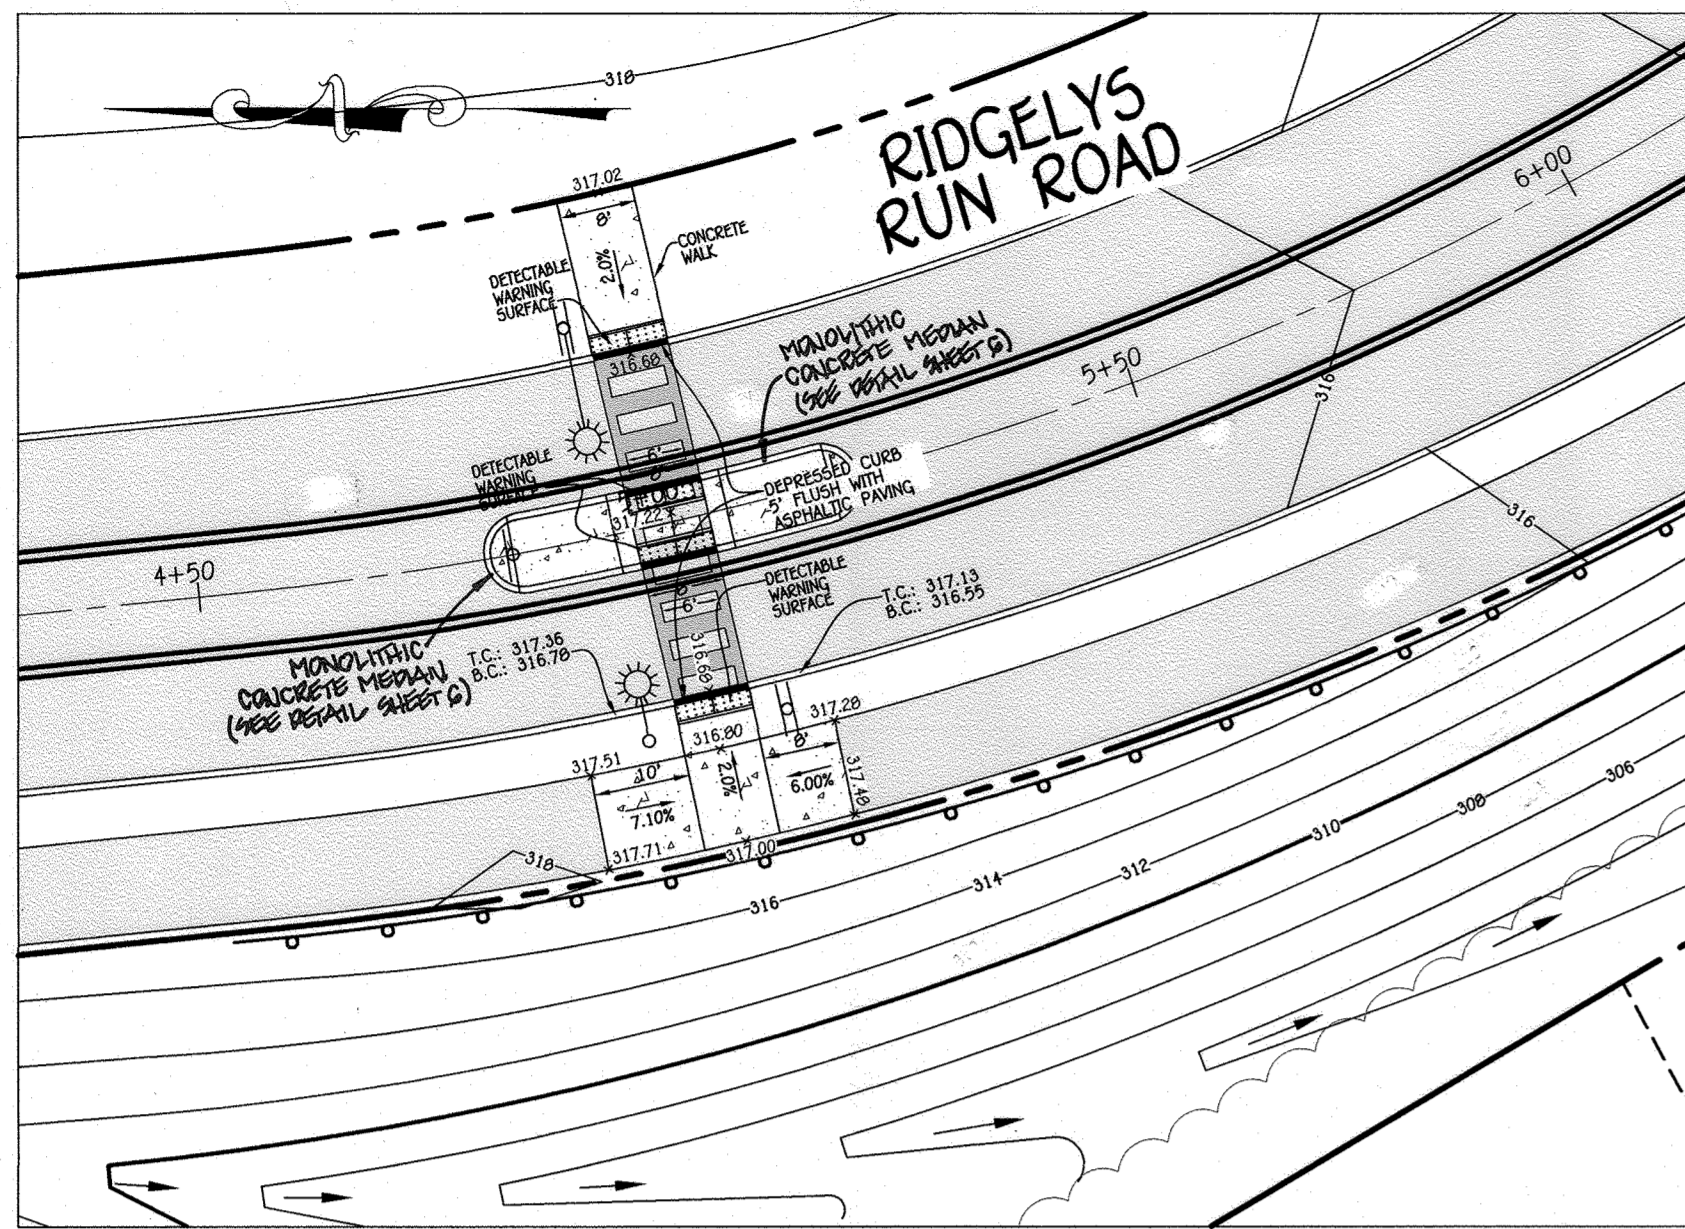 318
RIDGELYS
RUN ROAD
6+00
317.02
8'
2.0%
CONCRETE
WALK
DETECTABLE
WARNING
SURFACE
316.68
MONOLITHIC
CONCRETE MEDIAN
(SEE DETAIL SHEET 6)
5+50
316
DETECTABLE
WARNING
SURFACE
6'
DEPRESSED CURB
-5' FLUSH WITH
ASPHALTIC PAVING
317.22
316
4+50
DETECTABLE
WARNING
SURFACE
T.C.: 317.13
B.C.: 316.55
6'
MONOLITHIC
CONCRETE MEDIAN
(SEE DETAIL SHEET 6)
T.C.: 317.36
B.C.: 316.78
316.68
317.28
316.80
8'
317.51
10'
2.0%
6.00%
317.48
7.10%
317.71
317.00
318
316
314
312
310
308
306